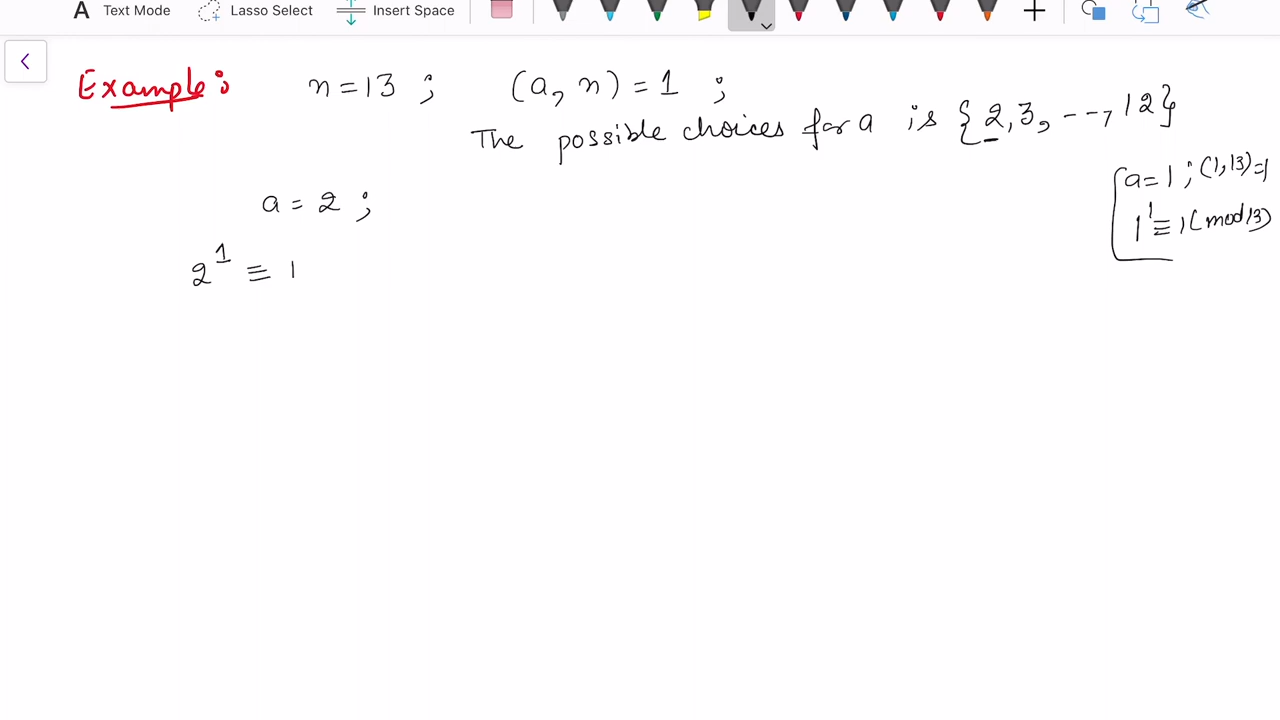 A Text Mode Lasso Select Insert Space
Example: n=13 ; (a, n) = 1 ;
The possible choices for a is {2,3, --, 12}
a=1 ; (1,13)=1
a = 2 ;
1^1 ≡ 1(mod 13)
2^1 ≡ 1